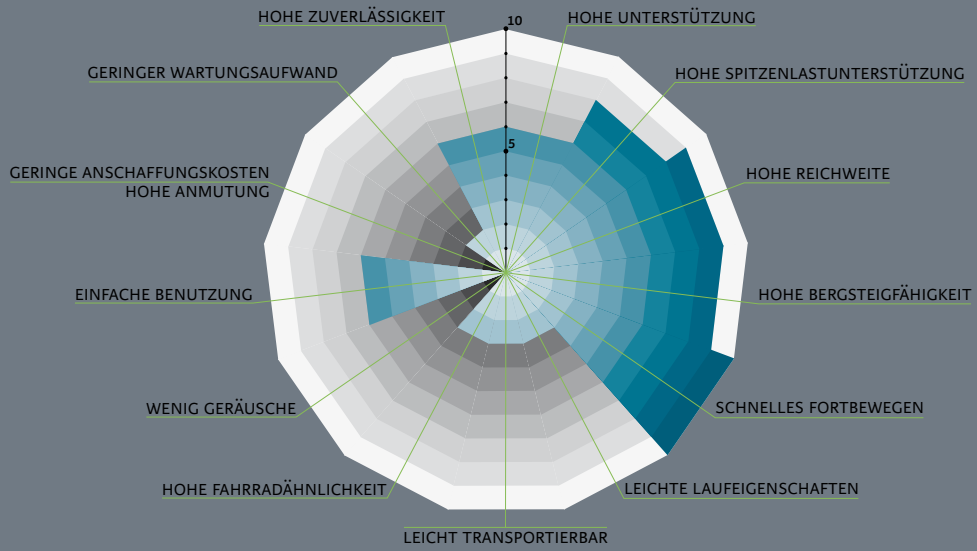 HOHE ZUVERLÄSSIGKEIT
10
HOHE UNTERSTÜTZUNG
GERINGER WARTUNGSAUFWAND
HOHE SPITZENLASTUNTERSTÜTZUNG
5
GERINGE ANSCHAFFUNGSKOSTEN
HOHE ANMUTUNG
HOHE REICHWEITE
EINFACHE BENUTZUNG
HOHE BERGSTEIGFÄHIGKEIT
WENIG GERÄUSCHE
SCHNELLES FORTBEWEGEN
HOHE FAHRRADÄHNLICHKEIT
LEICHTE LAUFEIGENSCHAFTEN
LEICHT TRANSPORTIERBAR